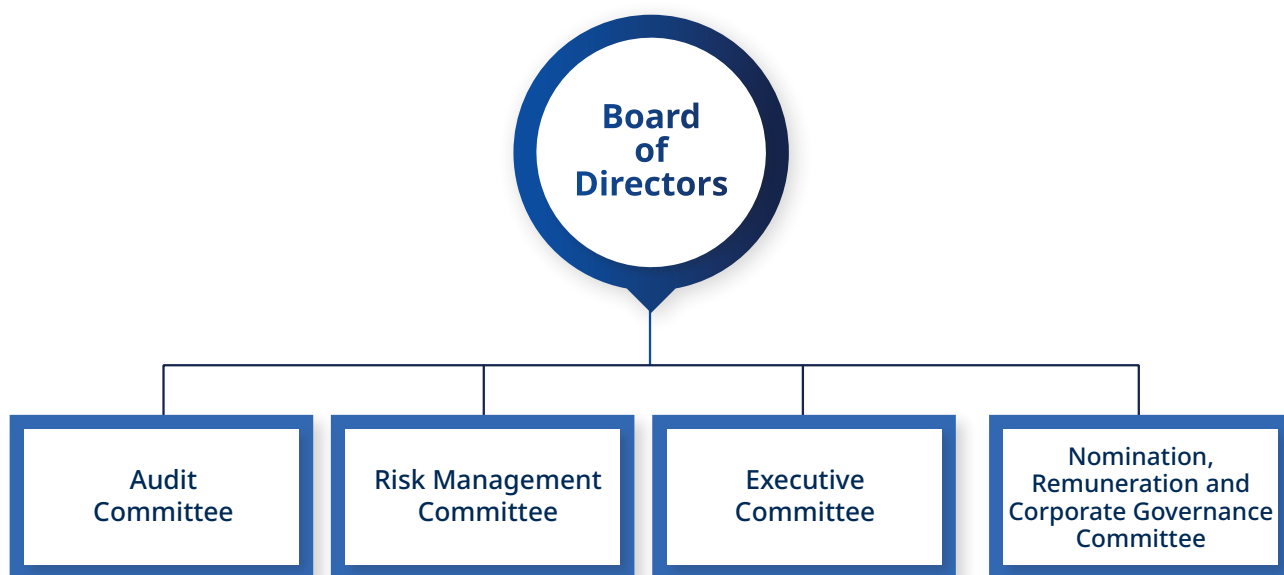 Board
of
Directors
Audit
Committee
Risk Management
Committee
Executive
Committee
Nomination,
Remuneration and
Corporate Governance
Committee